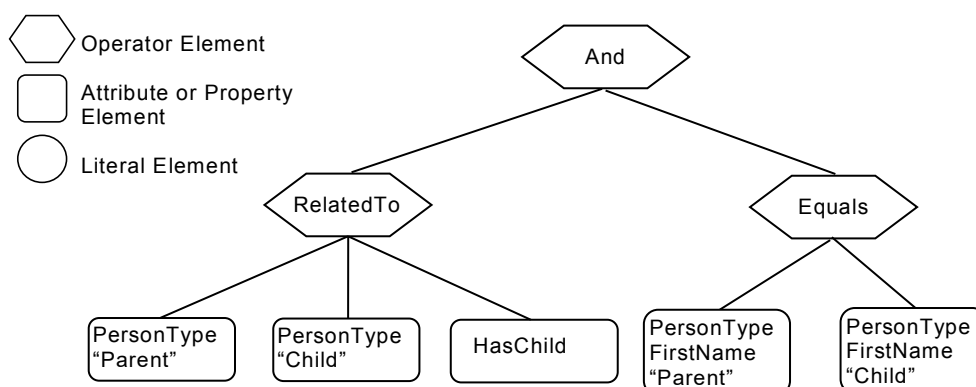 Operator Element
Attribute or Property
Element
Literal Element
And
RelatedTo
Equals
PersonType
“Parent”
PersonType
“Child”
HasChild
PersonType
FirstName
“Parent”
PersonType
FirstName
“Child”